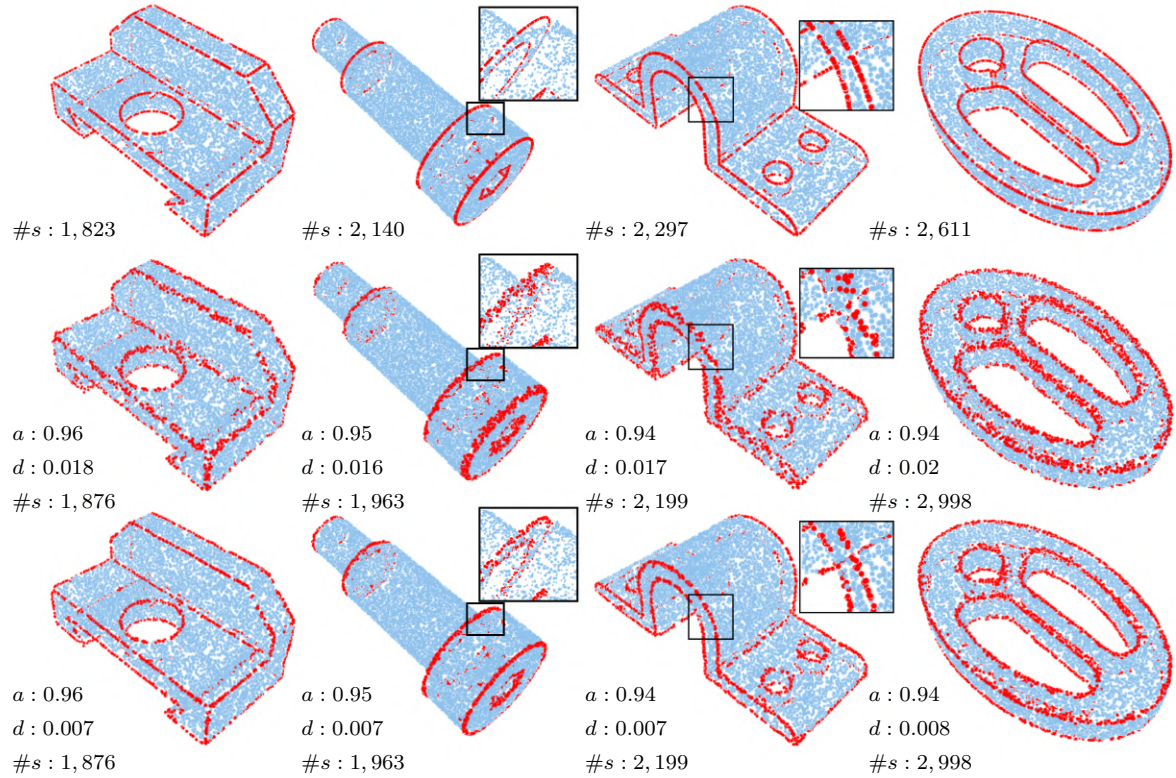 #s : 1, 823
#s : 2, 140
#s : 2, 297
#s : 2, 611
a : 0.96
d : 0.018
#s : 1, 876
a : 0.95
d : 0.016
#s : 1, 963
a : 0.94
d : 0.017
#s : 2, 199
a : 0.94
d : 0.02
#s : 2, 998
a : 0.96
d : 0.007
#s : 1, 876
a : 0.95
d : 0.007
#s : 1, 963
a : 0.94
d : 0.007
#s : 2, 199
a : 0.94
d : 0.008
#s : 2, 998